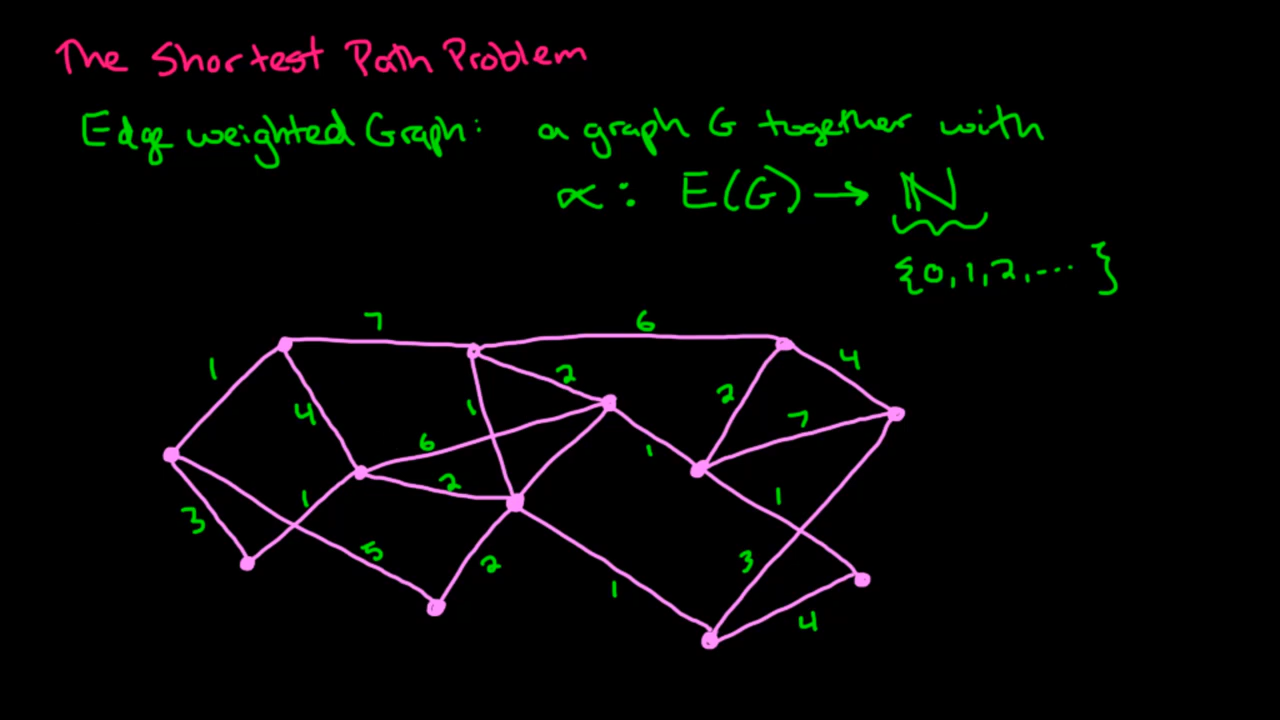 The Shortest Path Problem
Edge weighted Graph: a graph G together with
∝: E(G) → ℕ
{0,1,2,⋯}
7 6
1 4 2 4
1 2 7
6 1
2 1 1
3 5 2 3
1 4